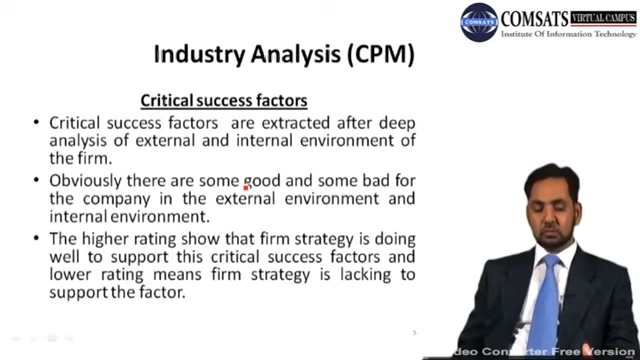 COMSATS VIRTUAL CAMPUS
Institute Of Information Technology
Industry Analysis (CPM)
Critical success factors
• Critical success factors are extracted after deep
analysis of external and internal environment of
the firm.
• Obviously there are some good and some bad for
the company in the external environment and
internal environment.
• The higher rating show that firm strategy is doing
well to support this critical success factors and
lower rating means firm strategy is lacking to
support the factor.
5
deo Converter Free Version